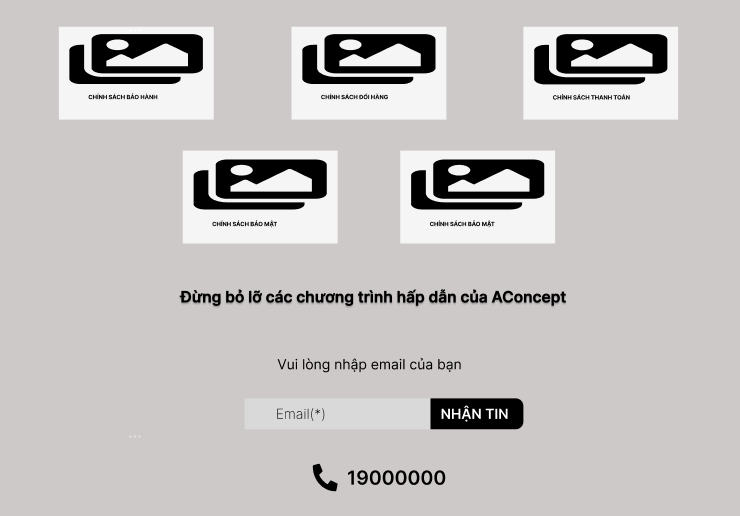 CHÍNH SÁCH BẢO HÀNH
CHÍNH SÁCH ĐỔI HÀNG
CHÍNH SÁCH THANH TOÁN
CHÍNH SÁCH BẢO MẬT
CHÍNH SÁCH BẢO MẬT
Đừng bỏ lỡ các chương trình hấp dẫn của AConcept
Vui lòng nhập email của bạn
Email(*)
NHẬN TIN
...
19000000